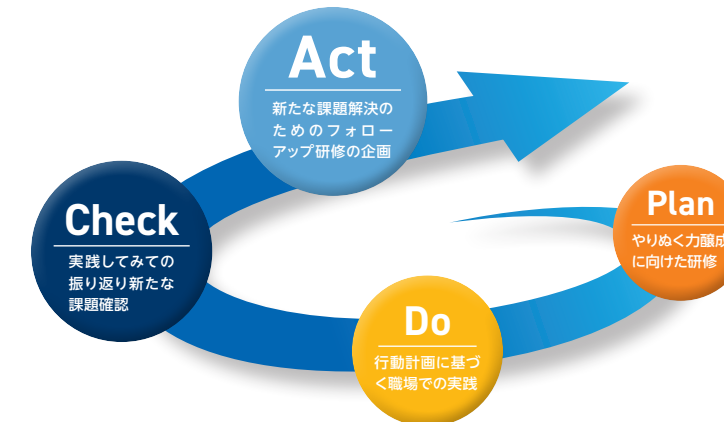 Act
新たな課題解決の
ためのフォロー
アップ研修の企画
Check
実践してみての
振り返り新たな
課題確認
Plan
やりぬく力醸成
に向けた研修
Do
行動計画に基づ
く職場での実践